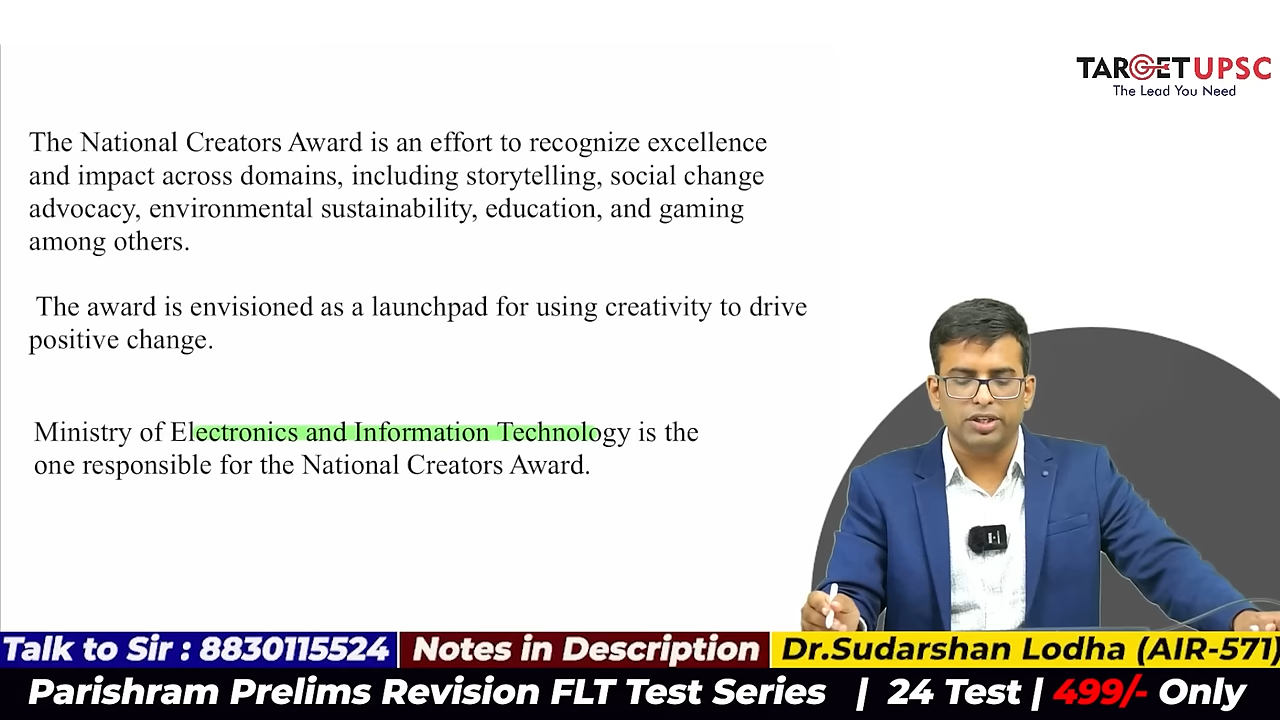 TARGETUPSC
The Lead You Need
The National Creators Award is an effort to recognize excellence
and impact across domains, including storytelling, social change
advocacy, environmental sustainability, education, and gaming
among others.
The award is envisioned as a launchpad for using creativity to drive
positive change.
Ministry of Electronics and Information Technology is the
one responsible for the National Creators Award.
Talk to Sir : 8830115524
Notes in Description
Dr.Sudarshan Lodha (AIR-571)
Parishram Prelims Revision FLT Test Series | 24 Test | 499/- Only